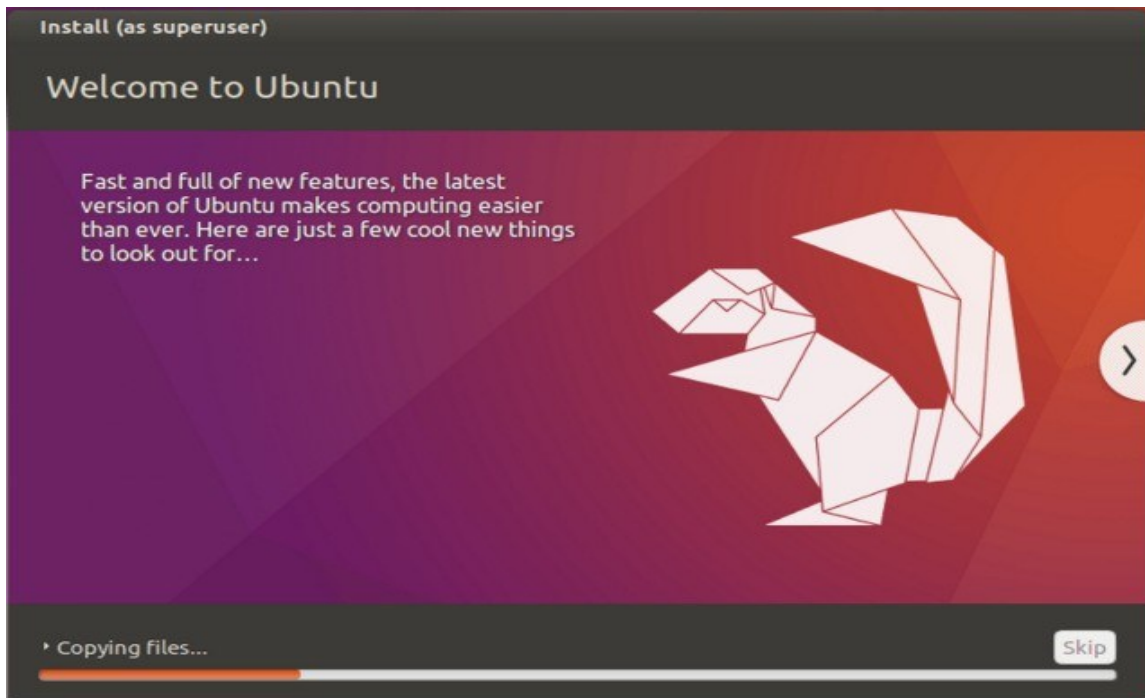 Install (as superuser)
Welcome to Ubuntu
Fast and full of new features, the latest
version of Ubuntu makes computing easier
than ever. Here are just a few cool new things
to look out for…
Copying files...
Skip